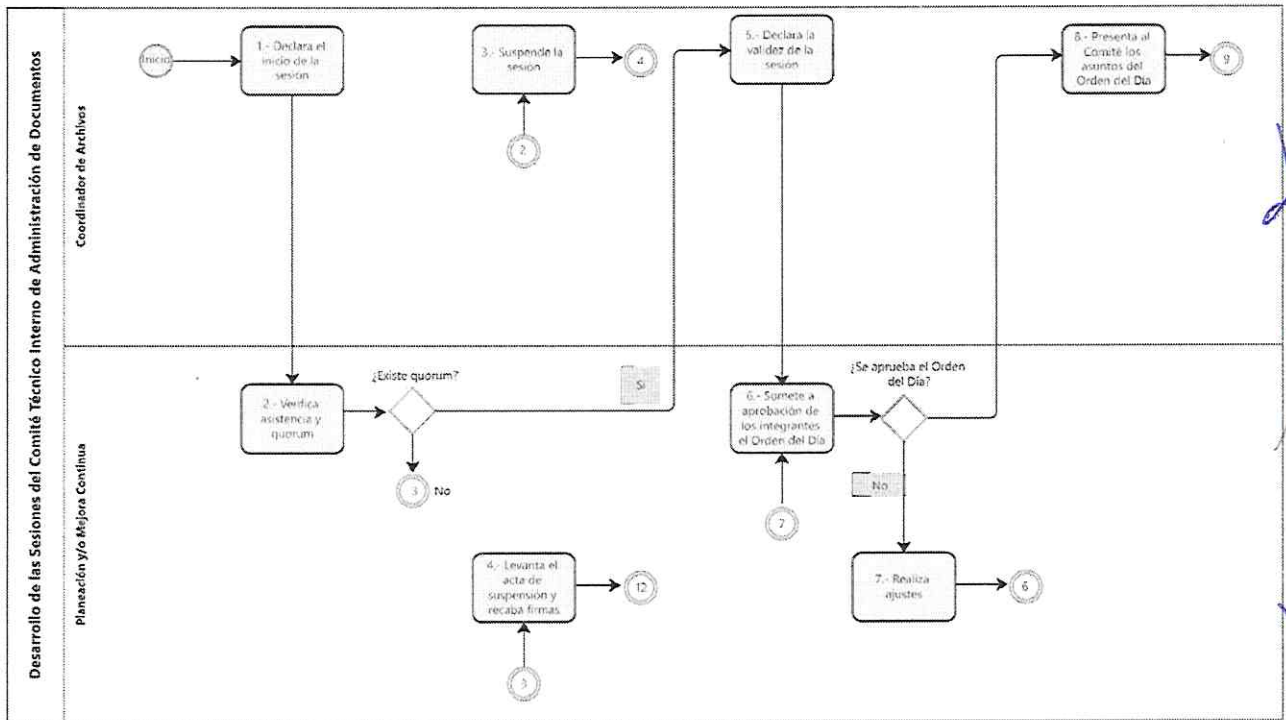 Desarrollo de las Sesiones del Comité Técnico Interno de Administración de Documentos
Coordinador de Archivos
Inicio
1.- Declara el
inicio de la
sesión
3.- Suspende la
sesión
4
2
5.- Declara la
validez de la
sesión
8.- Presenta al
Comité los
asuntos del
Orden del Día
9
Planeación y/o Mejora Continua
2.- Verifica
asistencia y
quorum
¿Existe quorum?
Si
3
No
4.- Levanta el
acta de
suspensión y
recaba firmas
12
3
6.- Somete a
aprobación de
los integrantes
el Orden del Día
¿Se aprueba el Orden
del Día?
7
No
7.- Realiza
ajustes
6